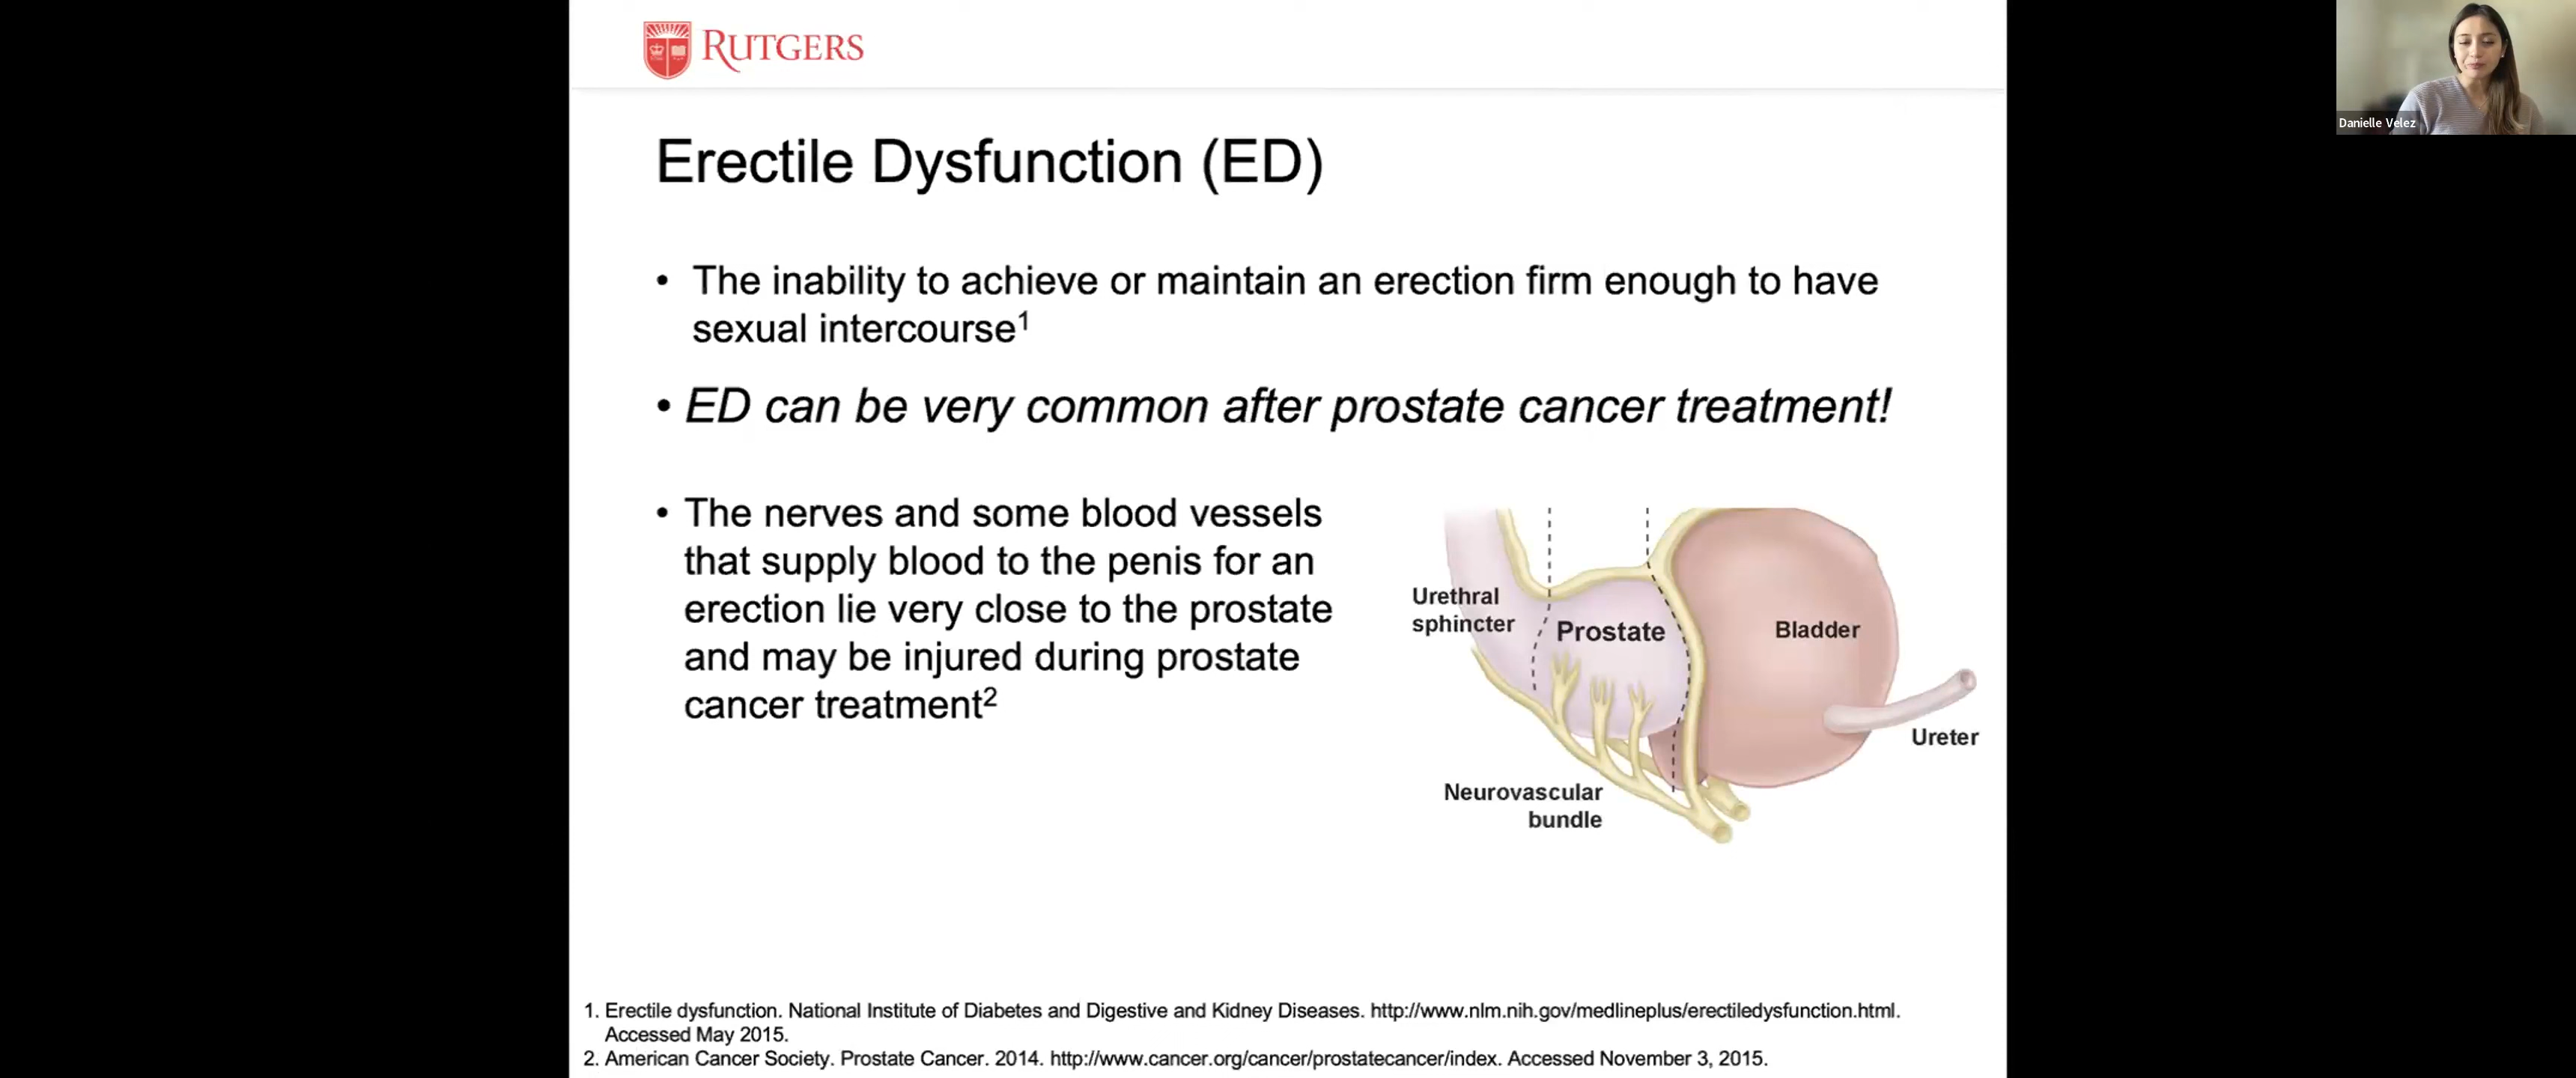 RUTGERS
Danielle Velez
Erectile Dysfunction (ED)
• The inability to achieve or maintain an erection firm enough to have
sexual intercourse1
• ED can be very common after prostate cancer treatment!
• The nerves and some blood vessels
that supply blood to the penis for an
erection lie very close to the prostate
and may be injured during prostate
cancer treatment2
Urethral
sphincter
Prostate
Bladder
Ureter
Neurovascular
bundle
1. Erectile dysfunction. National Institute of Diabetes and Digestive and Kidney Diseases. http://www.nlm.nih.gov/medlineplus/erectiledysfunction.html.
Accessed May 2015.
2. American Cancer Society. Prostate Cancer. 2014. http://www.cancer.org/cancer/prostatecancer/index. Accessed November 3, 2015.